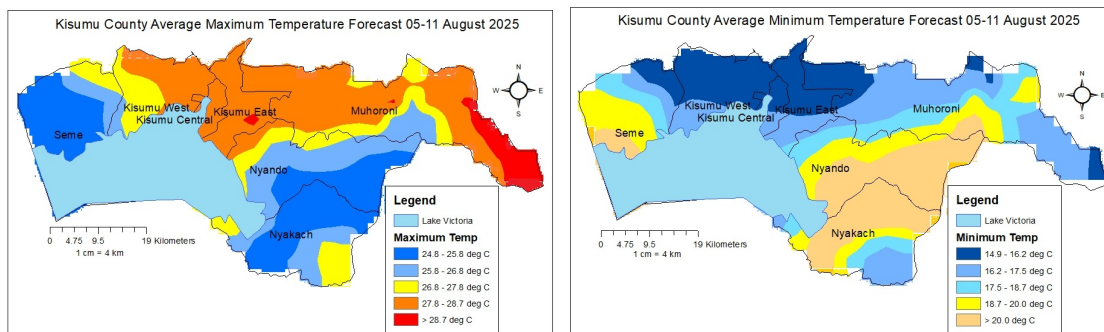 Kisumu County Average Maximum Temperature Forecast 05-11 August 2025
N
W E
S
Kisumu West
Kisumu Central
Kisumu East
Muhoroni
Seme
Nyando
Nyakach
0 4.75 9.5 19 Kilometers
1 cm = 4 km
Legend
Lake Victoria
Maximum Temp
24.8 - 25.8 deg C
25.8 - 26.8 deg C
26.8 - 27.8 deg C
27.8 - 28.7 deg C
> 28.7 deg C
Kisumu County Average Minimum Temperature Forecast 05-11 August 2025
N
W E
S
Kisumu West
Kisumu Central
Kisumu East
Muhoroni
Seme
Nyando
Nyakach
0 4.75 9.5 19 Kilometers
1 cm = 4 km
Legend
Lake Victoria
Minimum Temp
14.9 - 16.2 deg C
16.2 - 17.5 deg C
17.5 - 18.7 deg C
18.7 - 20.0 deg C
> 20.0 deg C